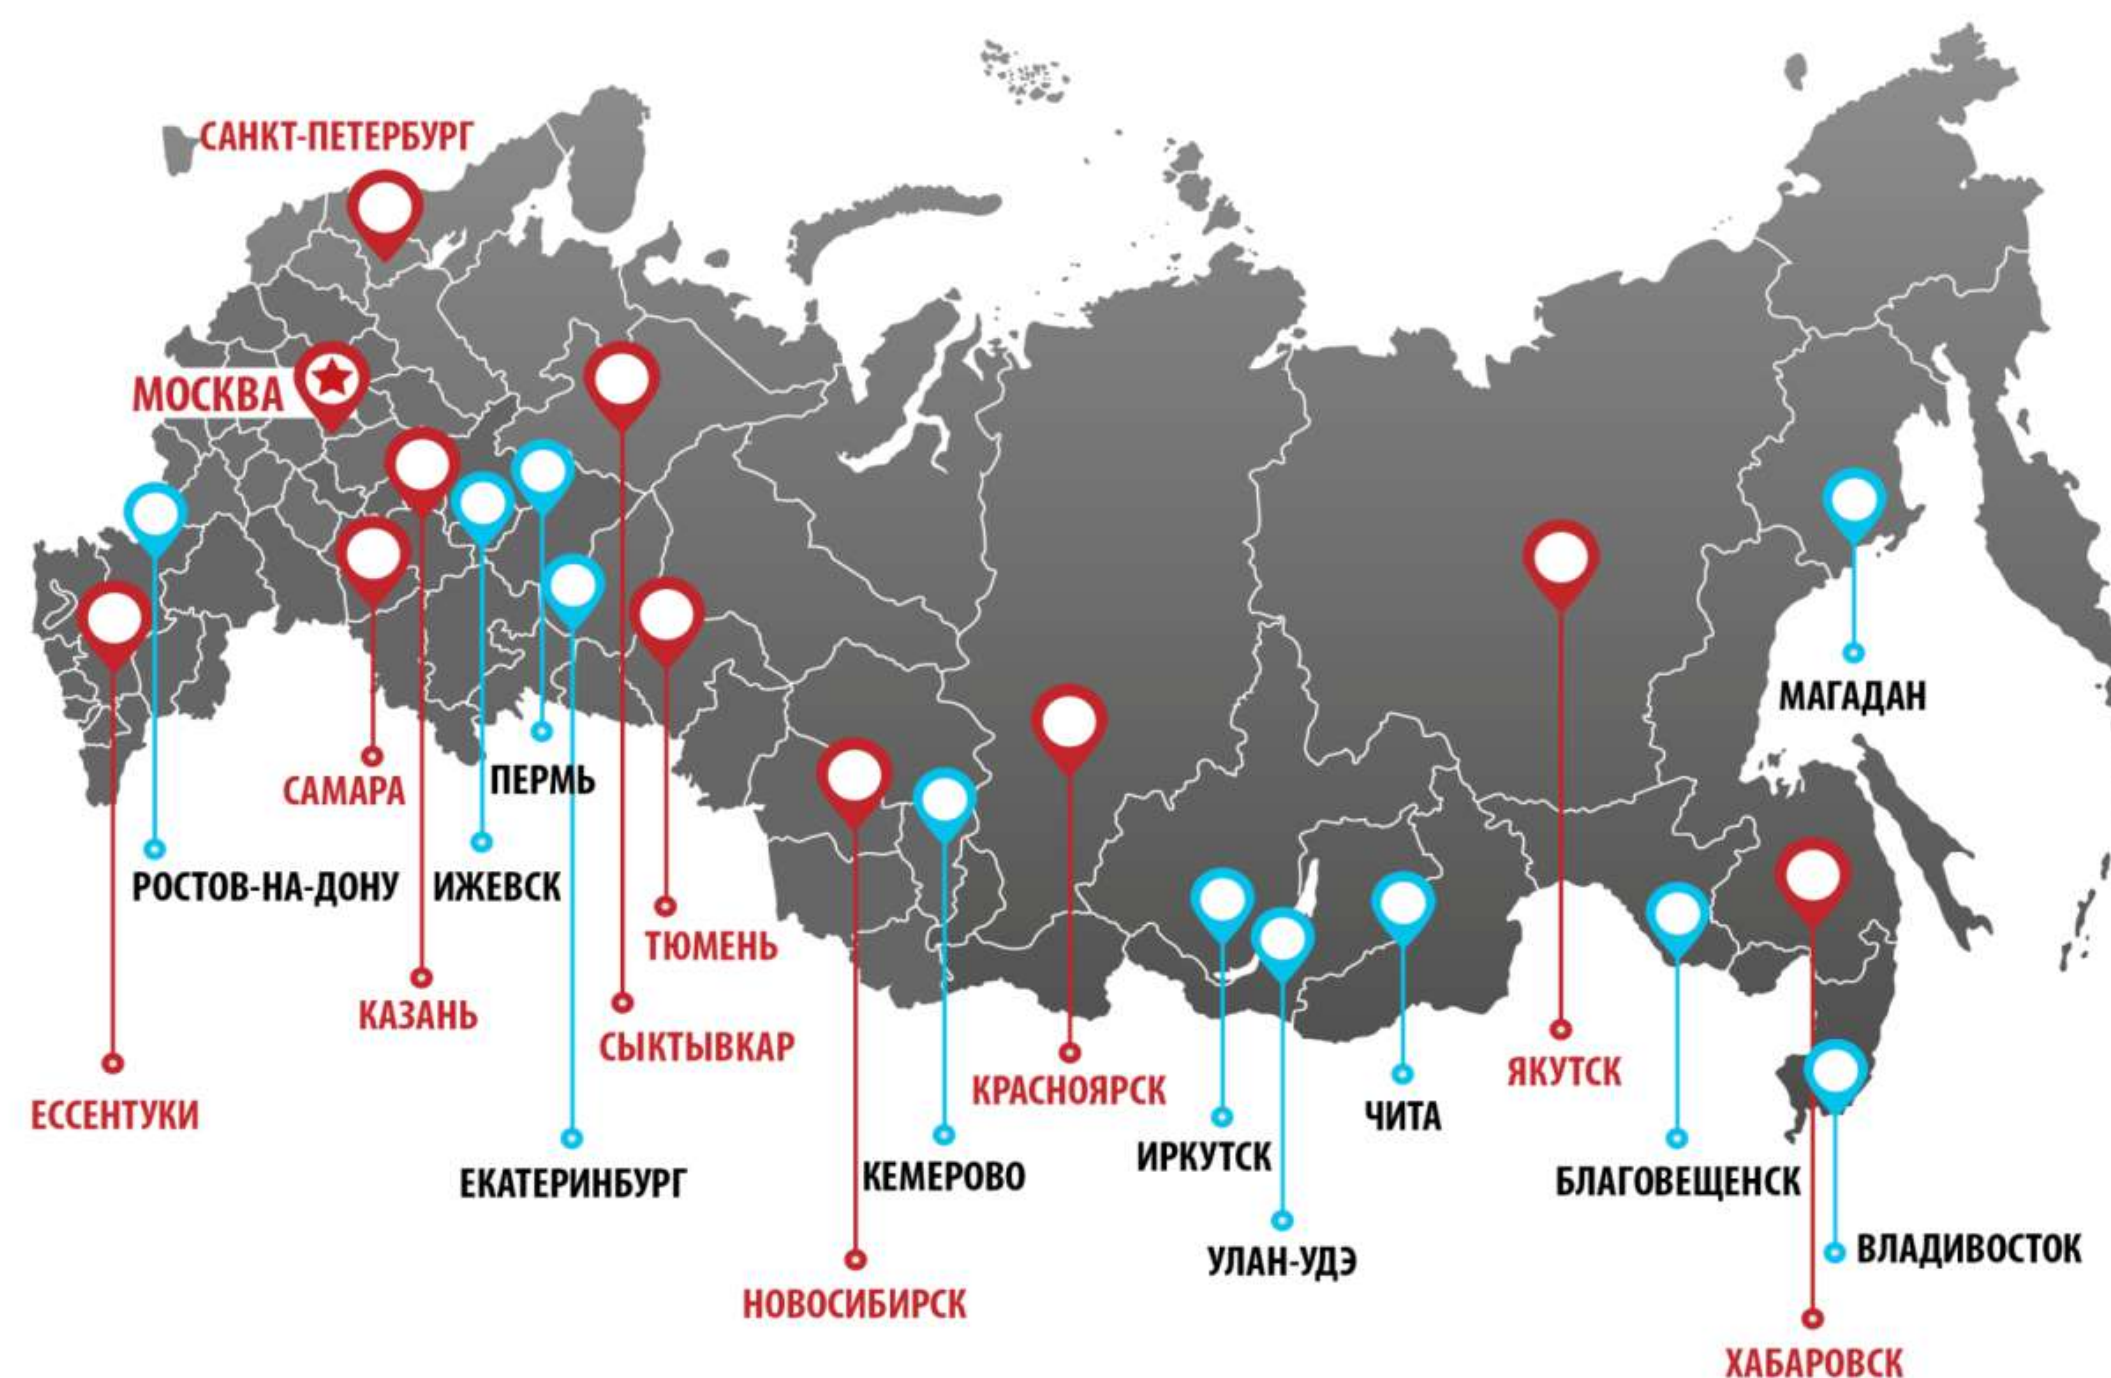 САНКТ-ПЕТЕРБУРГ
МОСКВА
МАГАДАН
САМАРА
ПЕРМЬ
РОСТОВ-НА-ДОНУ
ИЖЕВСК
ТЮМЕНЬ
КАЗАНЬ
СЫКТЫВКАР
ЯКУТСК
КРАСНОЯРСК
ЕССЕНТУКИ
ЧИТА
ИРКУТСК
КЕМЕРОВО
ЕКАТЕРИНБУРГ
БЛАГОВЕЩЕНСК
ВЛАДИВОСТОК
УЛАН-УДЭ
НОВОСИБИРСК
ХАБАРОВСК